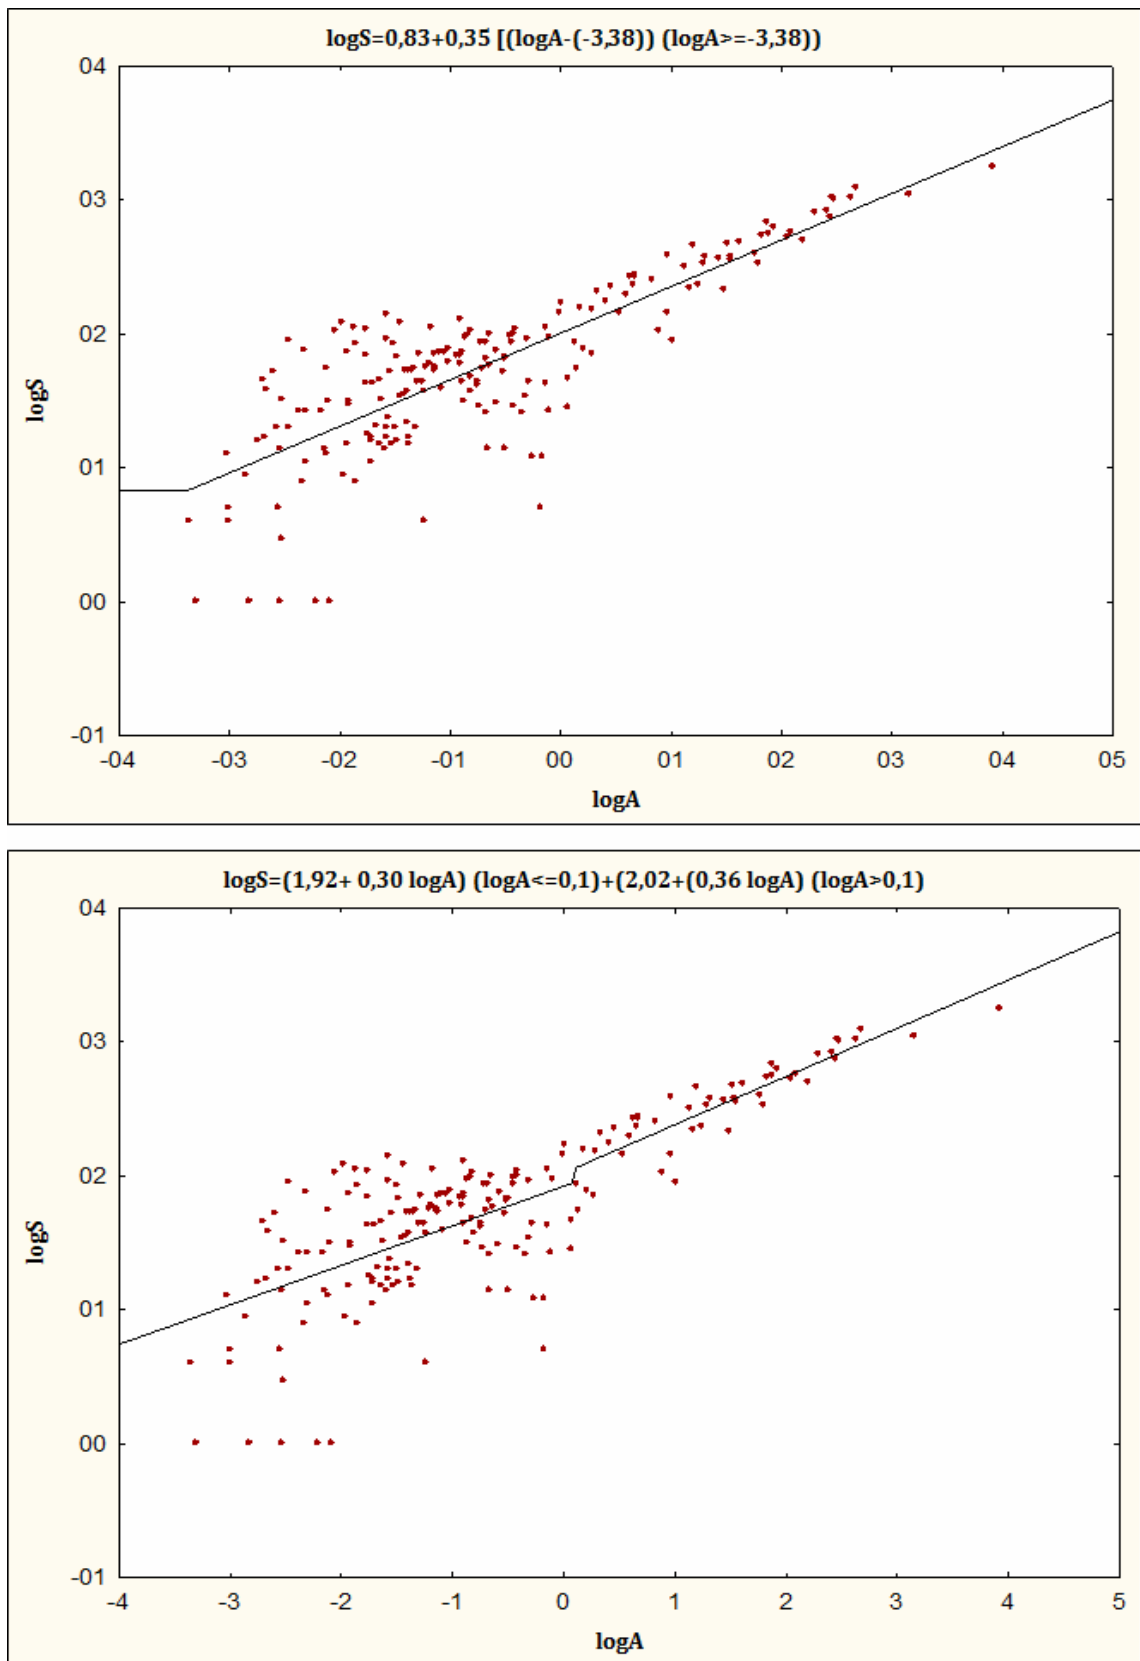 logS=0,83+0,35 [(logA-(-3,38)) (logA>=-3,38))
04
03
02
01
00
-01
logS
-04 -03 -02 -01 00 01 02 03 04 05
logA
logS=(1,92+ 0,30 logA) (logA<=0,1)+(2,02+(0,36 logA) (logA>0,1)
04
03
02
01
00
-01
logS
-4 -3 -2 -1 0 1 2 3 4 5
logA